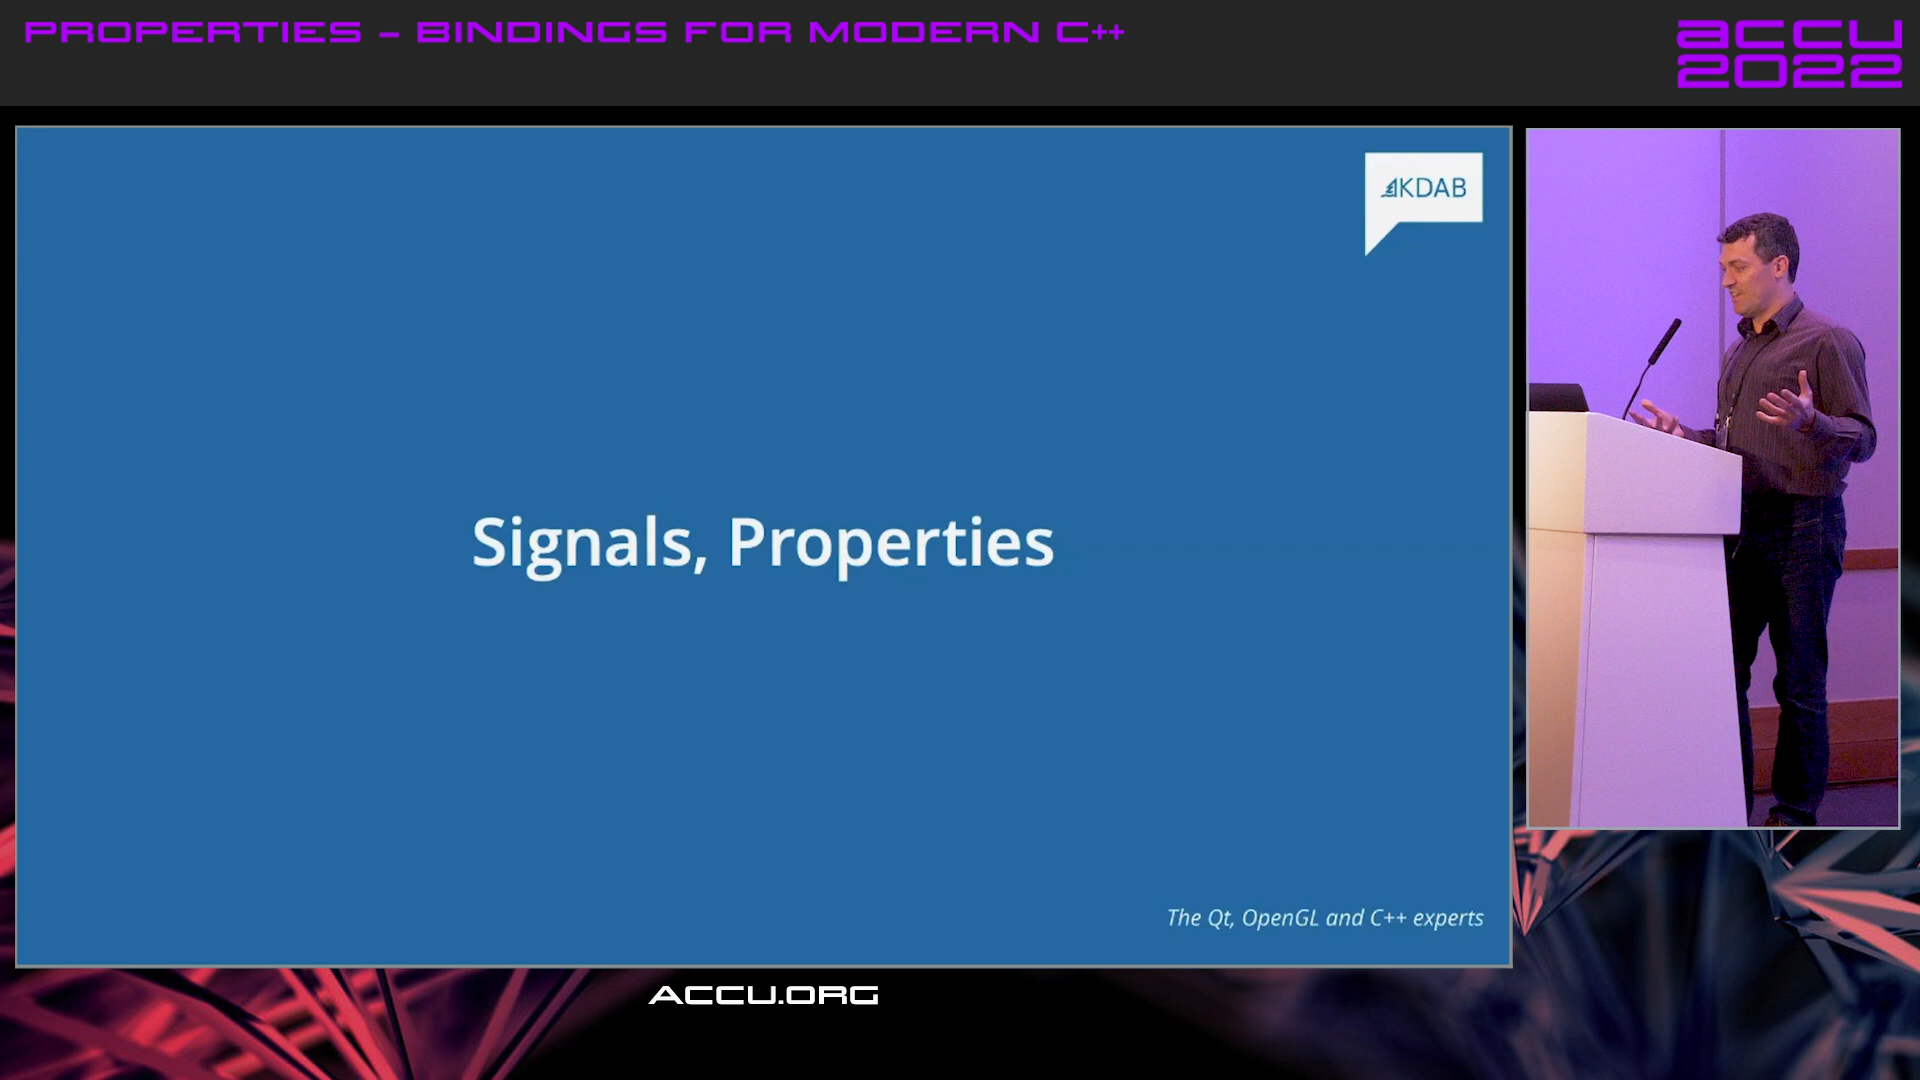 PROPERTIES - BINDINGS FOR MODERN C++
accu
2022
KDAB
Signals, Properties
The Qt, OpenGL and C++ experts
ACCU.ORG